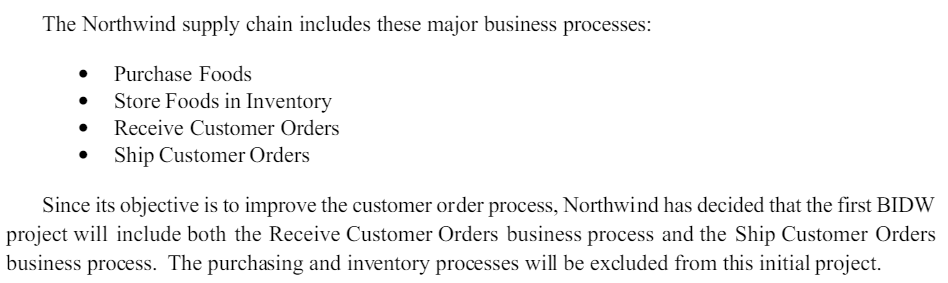 The Northwind supply chain includes these major business processes:
• Purchase Foods
• Store Foods in Inventory
• Receive Customer Orders
• Ship Customer Orders
Since its objective is to improve the customer order process, Northwind has decided that the first BIDW
project will include both the Receive Customer Orders business process and the Ship Customer Orders
business process. The purchasing and inventory processes will be excluded from this initial project.